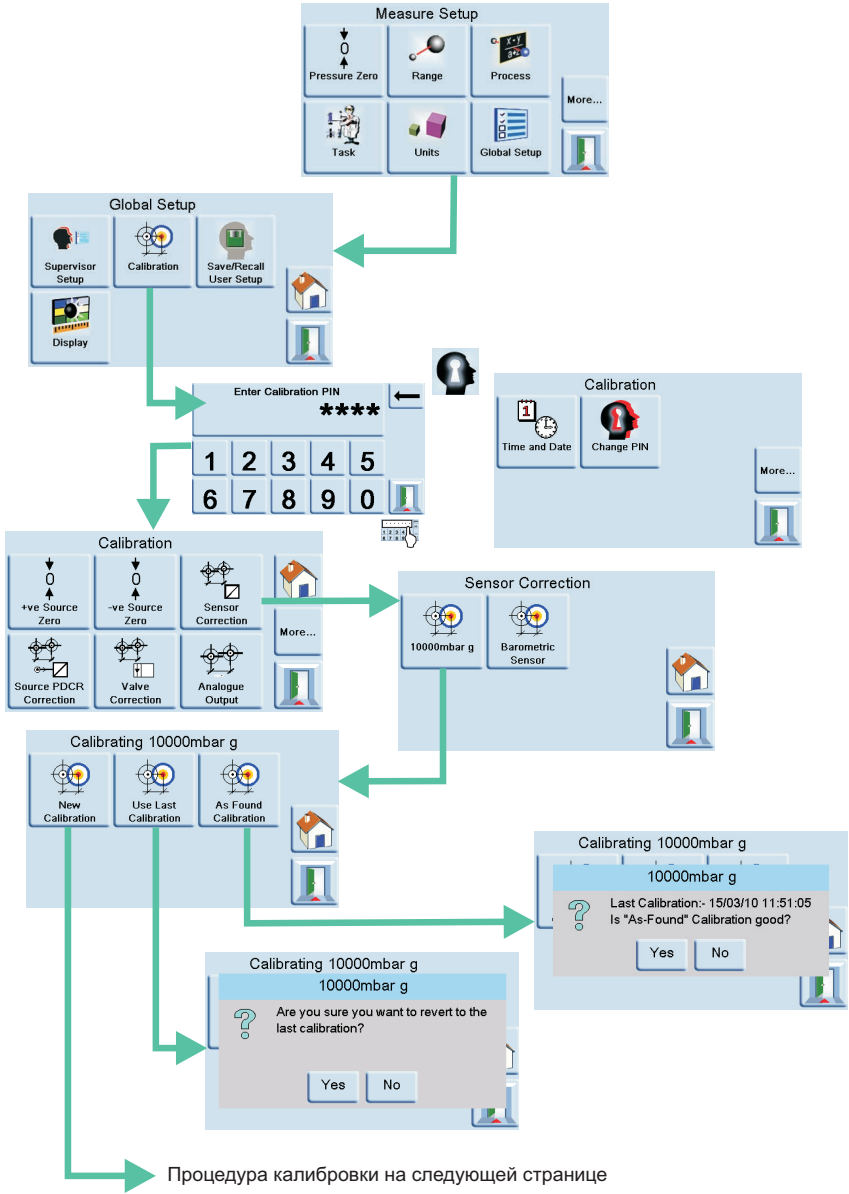 Measure Setup
0
Pressure Zero
Range
x-y
a+z
Process
More...
Task
Units
Global Setup
Global Setup
Supervisor
Setup
Calibration
Save/Recall
User Setup
Display
Enter Calibration PIN
****
1 2 3 4 5
6 7 8 9 0
Calibration
1
Time and Date
Change PIN
More...
Calibration
0
+ve Source
Zero
0
-ve Source
Zero
Sensor
Correction
More...
Source PDCR
Correction
Valve
Correction
Analogue
Output
Sensor Correction
10000mbar g
Barometric
Sensor
Calibrating 10000mbar g
New
Calibration
Use Last
Calibration
As Found
Calibration
Calibrating 10000mbar g
10000mbar g
Last Calibration:- 15/03/10 11:51:05
Is "As-Found" Calibration good?
Yes
No
Calibrating 10000mbar g
10000mbar g
Are you sure you want to revert to the
last calibration?
Yes
No
Процедура калибровки на следующей странице